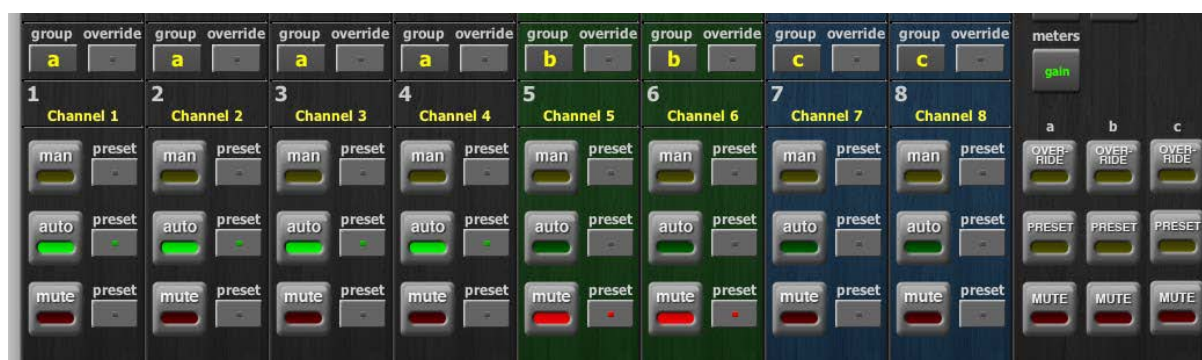 group override group override group override group override group override group override group override group override meters
a a a a b b c c gain
1 2 3 4 5 6 7 8
Channel 1 Channel 2 Channel 3 Channel 4 Channel 5 Channel 6 Channel 7 Channel 8
a b c
man preset man preset man preset man preset man preset man preset man preset man preset OVER- OVER- OVER-
RIDE RIDE RIDE
auto preset auto preset auto preset auto preset auto preset auto preset auto preset auto preset PRESET PRESET PRESET
mute preset mute preset mute preset mute preset mute preset mute preset mute preset mute preset MUTE MUTE MUTE